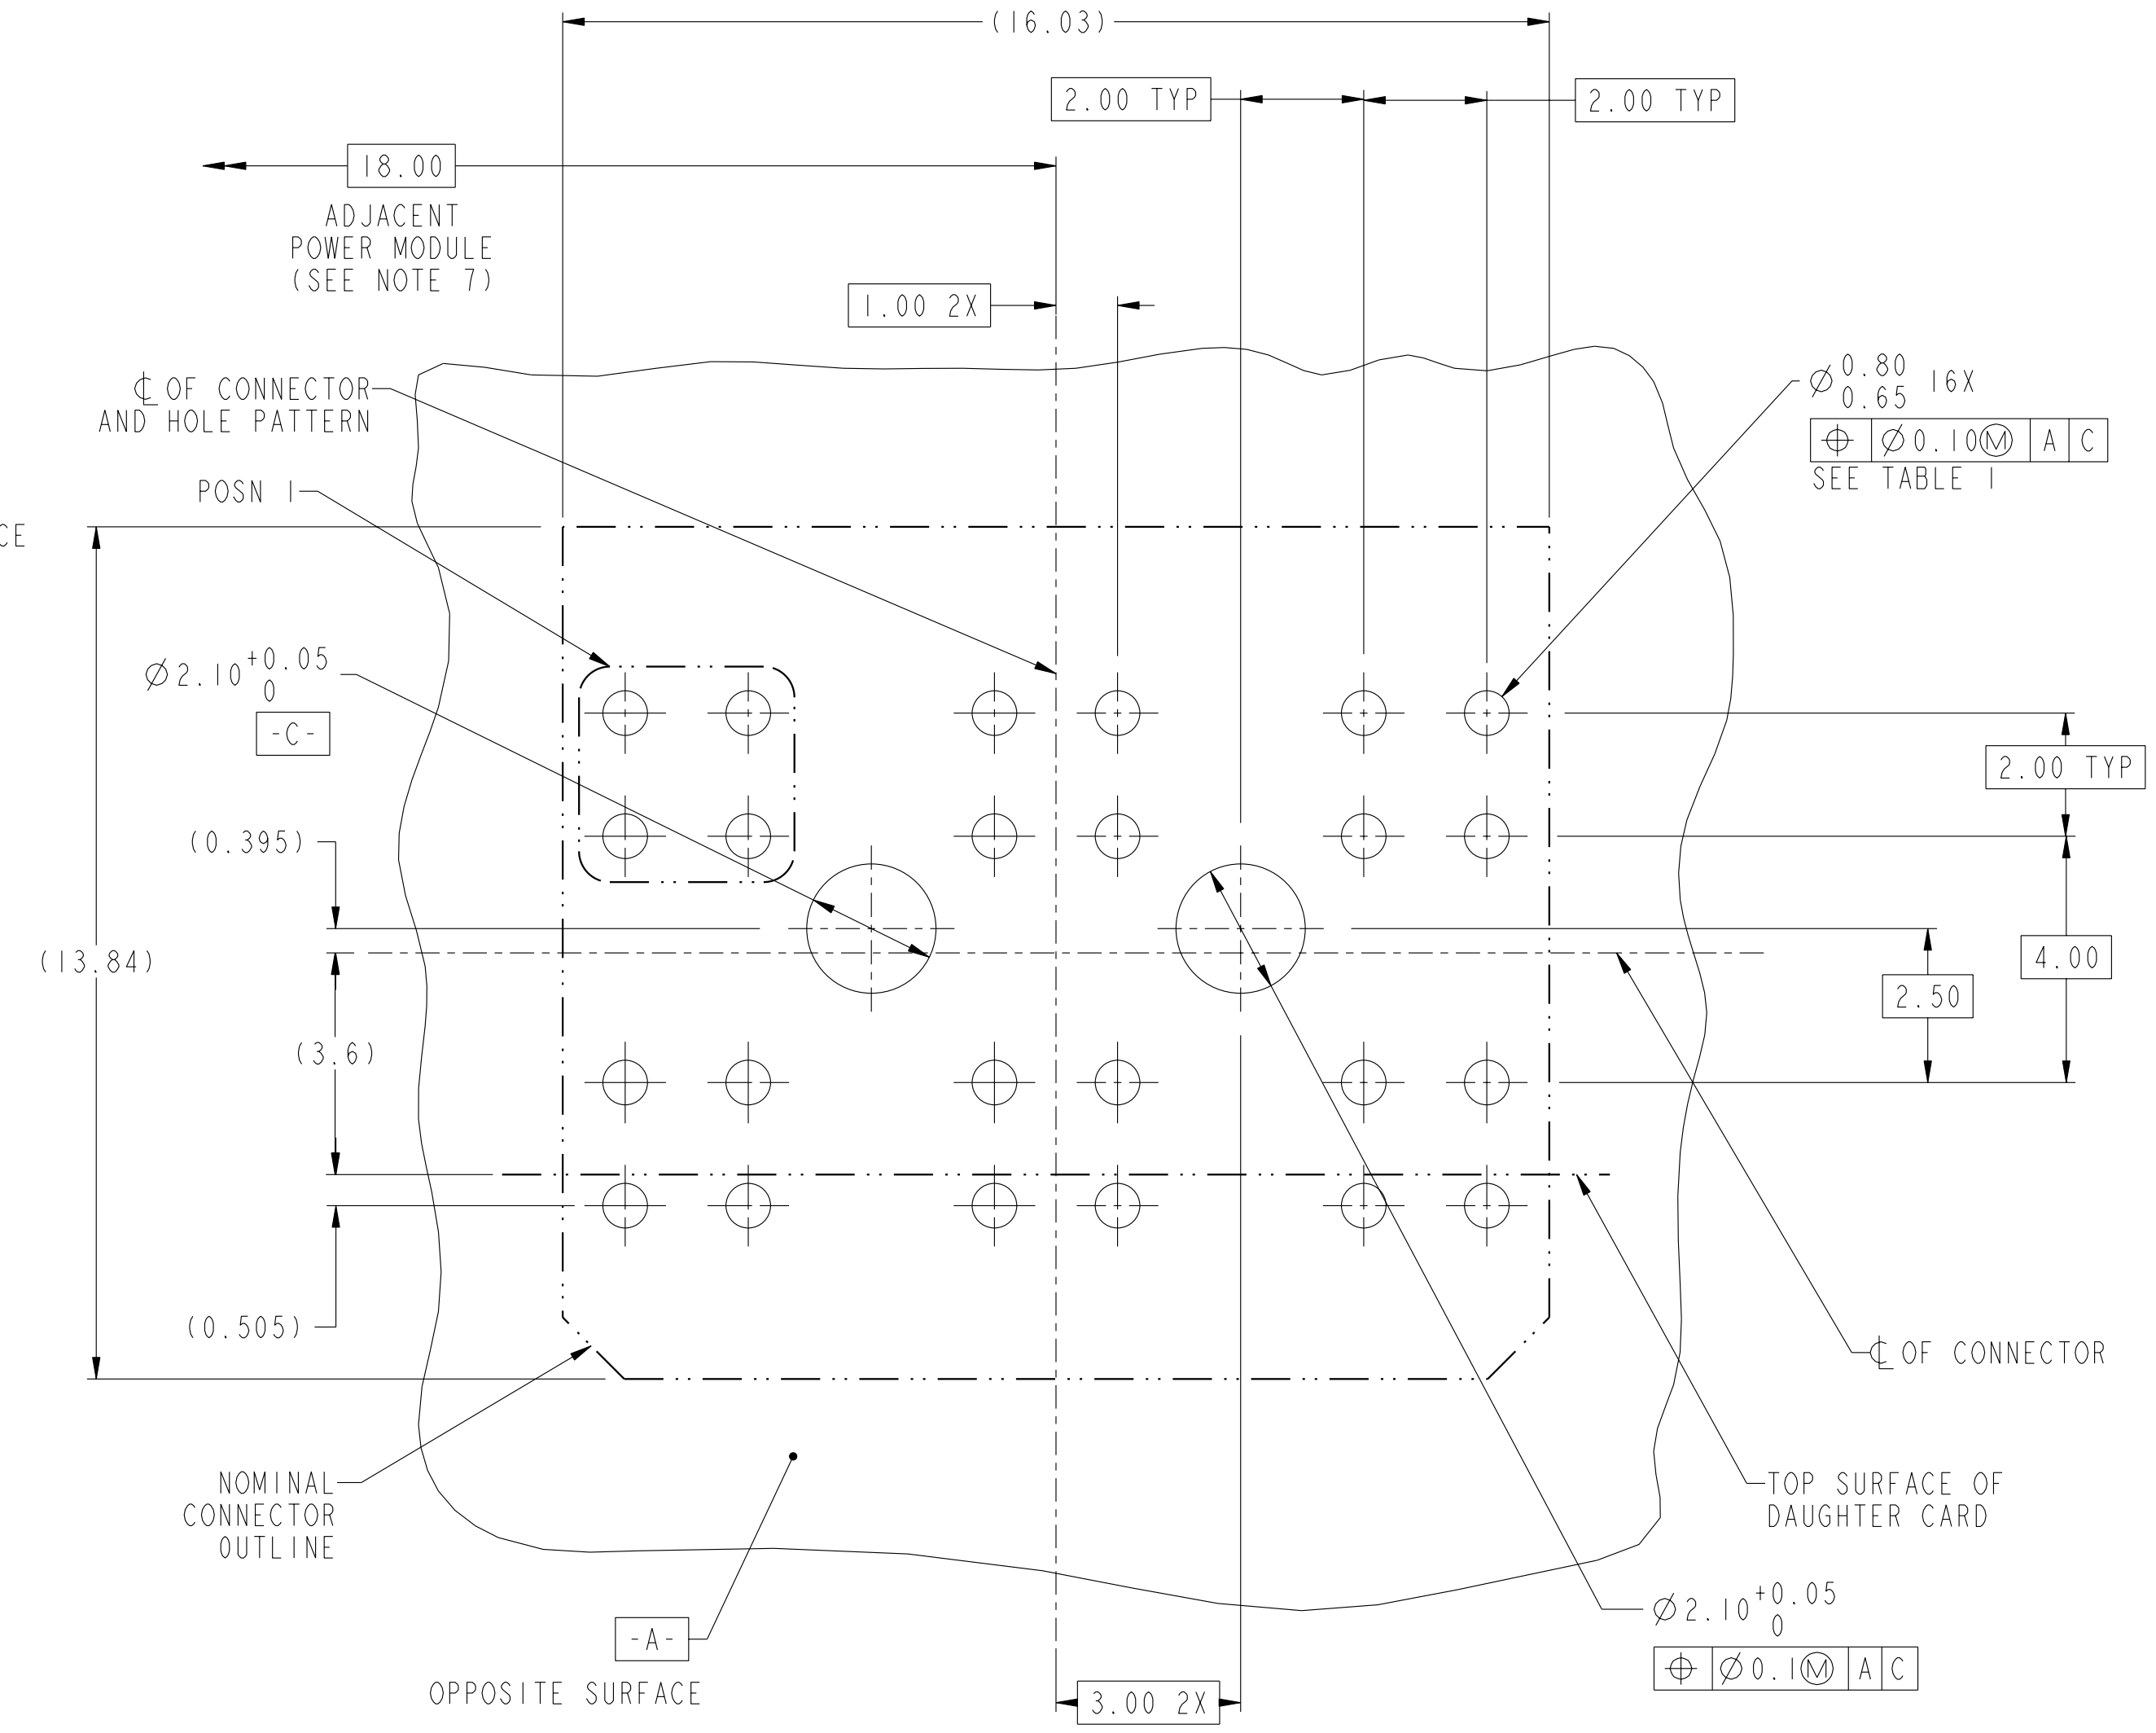 (16.03)
2.00 TYP
2.00 TYP
18.00
ADJACENT
POWER MODULE
(SEE NOTE 7)
1.00 2X
℄ OF CONNECTOR
AND HOLE PATTERN
Ø 0.80
0.65 16X
⌖ Ø0.10Ⓜ A C
SEE TABLE 1
POSN 1
CE
Ø2.10 +0.05
0
-C-
2.00 TYP
(0.395)
(13.84)
4.00
2.50
(3.6)
(0.505)
℄ OF CONNECTOR
NOMINAL
CONNECTOR
OUTLINE
TOP SURFACE OF
DAUGHTER CARD
-A-
OPPOSITE SURFACE
Ø2.10 +0.05
0
⌖ Ø0.1Ⓜ A C
3.00 2X